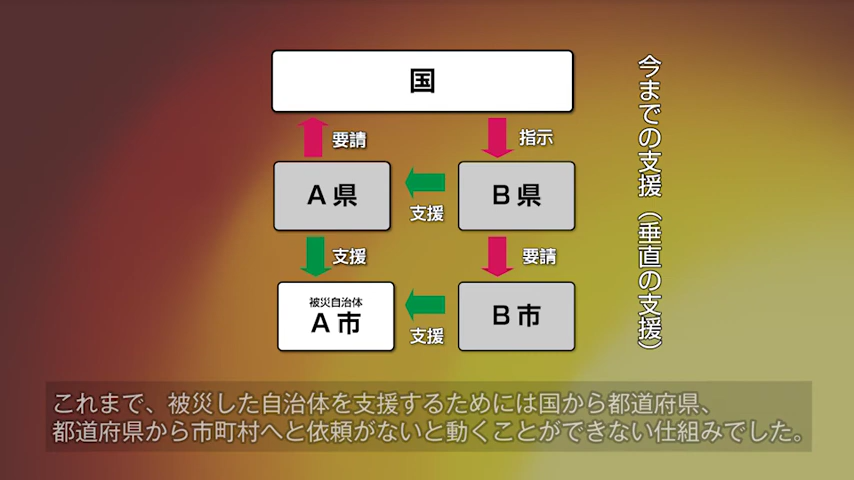 国
要請
指示
A県
支援
B県
支援
要請
被災自治体
A市
支援
B市
今までの支援（垂直の支援）
これまで、被災した自治体を支援するためには国から都道府県、
都道府県から市町村へと依頼がないと動くことができない仕組みでした。